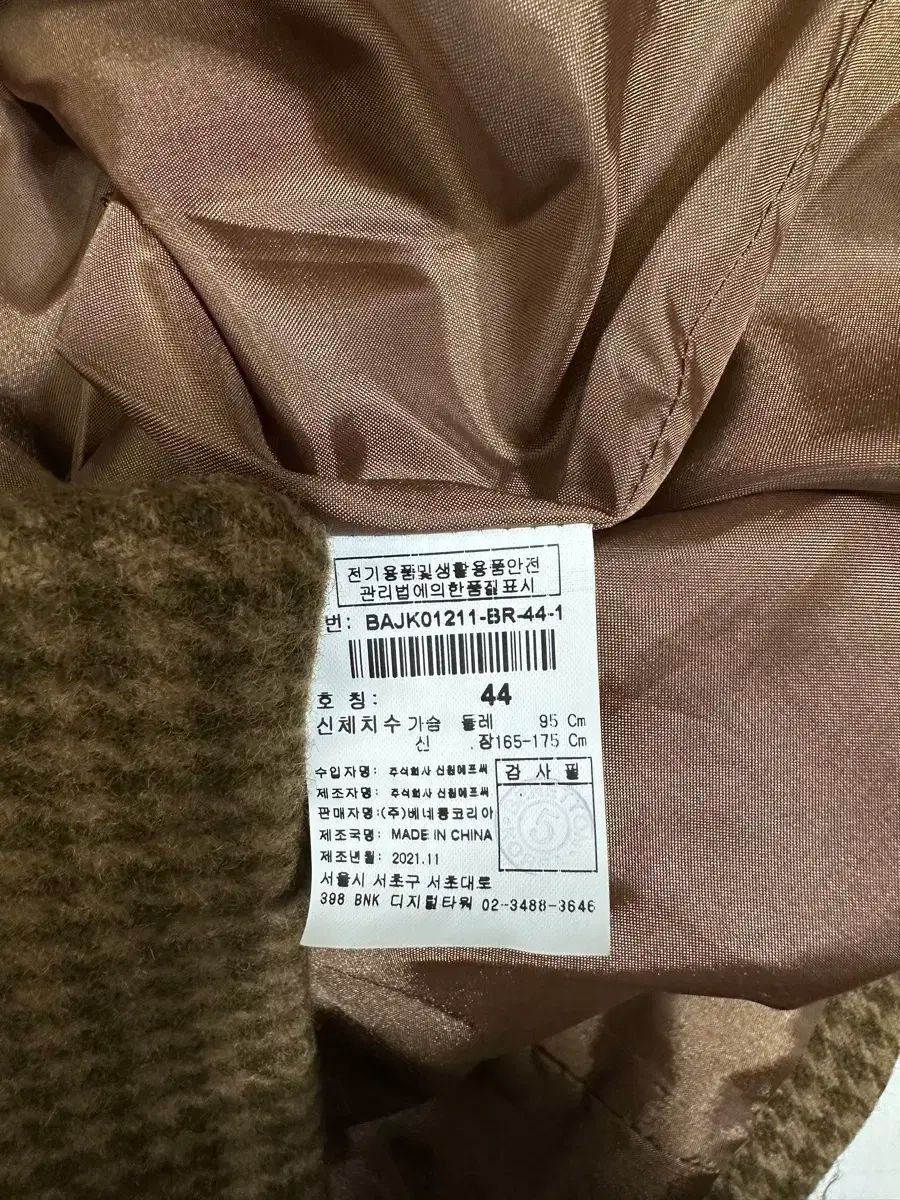 전기용품및생활용품안전
관리법에의한품질표시
번: BAJK01211-BR-44-1
호 칭: 44
신체치수 가슴 둘레 95 Cm
신 장165-175 Cm
수입자명: 주식회사 신원에프씨
제조자명: 주식회사 신원에프씨
판매자명:(주)베네통코리아
제조국명: MADE IN CHINA
제조년월: 2021.11
검 사 필
5
서울시 서초구 서초대로
398 BNK 디지털타워 02-3488-3646